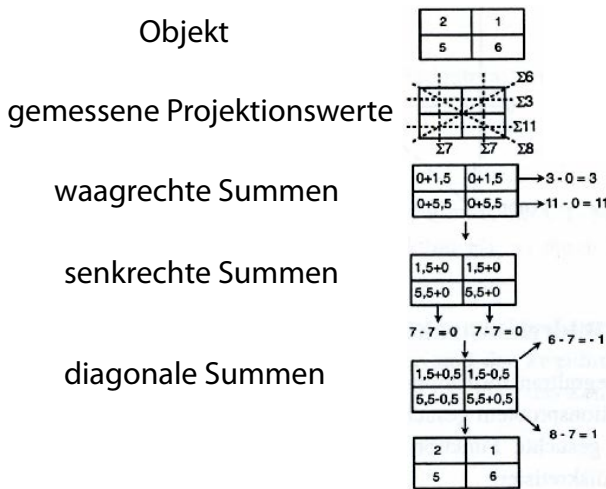 Objekt
2 1
5 6
gemessene Projektionswerte
Σ6
Σ3
Σ11
Σ7 Σ7 Σ8
waagrechte Summen
0+1,5 0+1,5 3 - 0 = 3
0+5,5 0+5,5 11 - 0 = 11
senkrechte Summen
1,5+0 1,5+0
5,5+0 5,5+0
7 - 7 = 0 7 - 7 = 0
6 - 7 = - 1
diagonale Summen
1,5+0,5 1,5-0,5
5,5-0,5 5,5+0,5
8 - 7 = 1
2 1
5 6